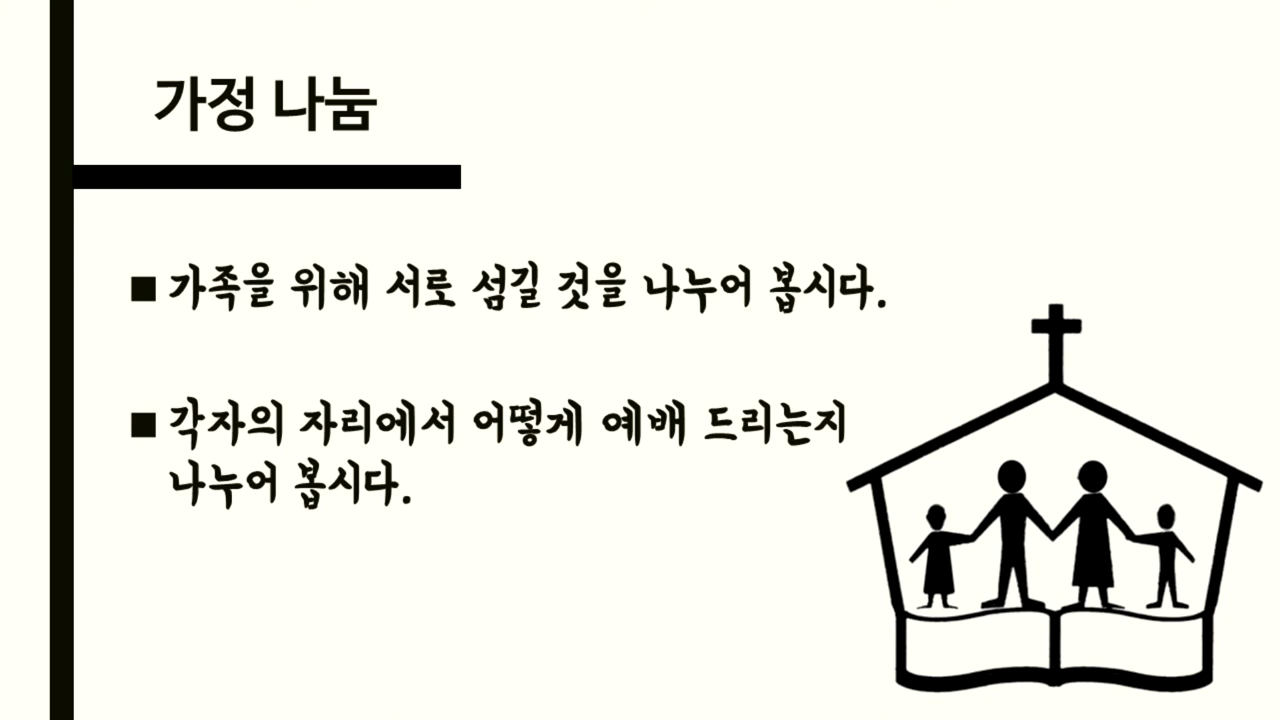 가정 나눔
■ 가족을 위해 서로 섬길 것을 나누어 봅시다.
■ 각자의 자리에서 어떻게 예배 드리는지
나누어 봅시다.